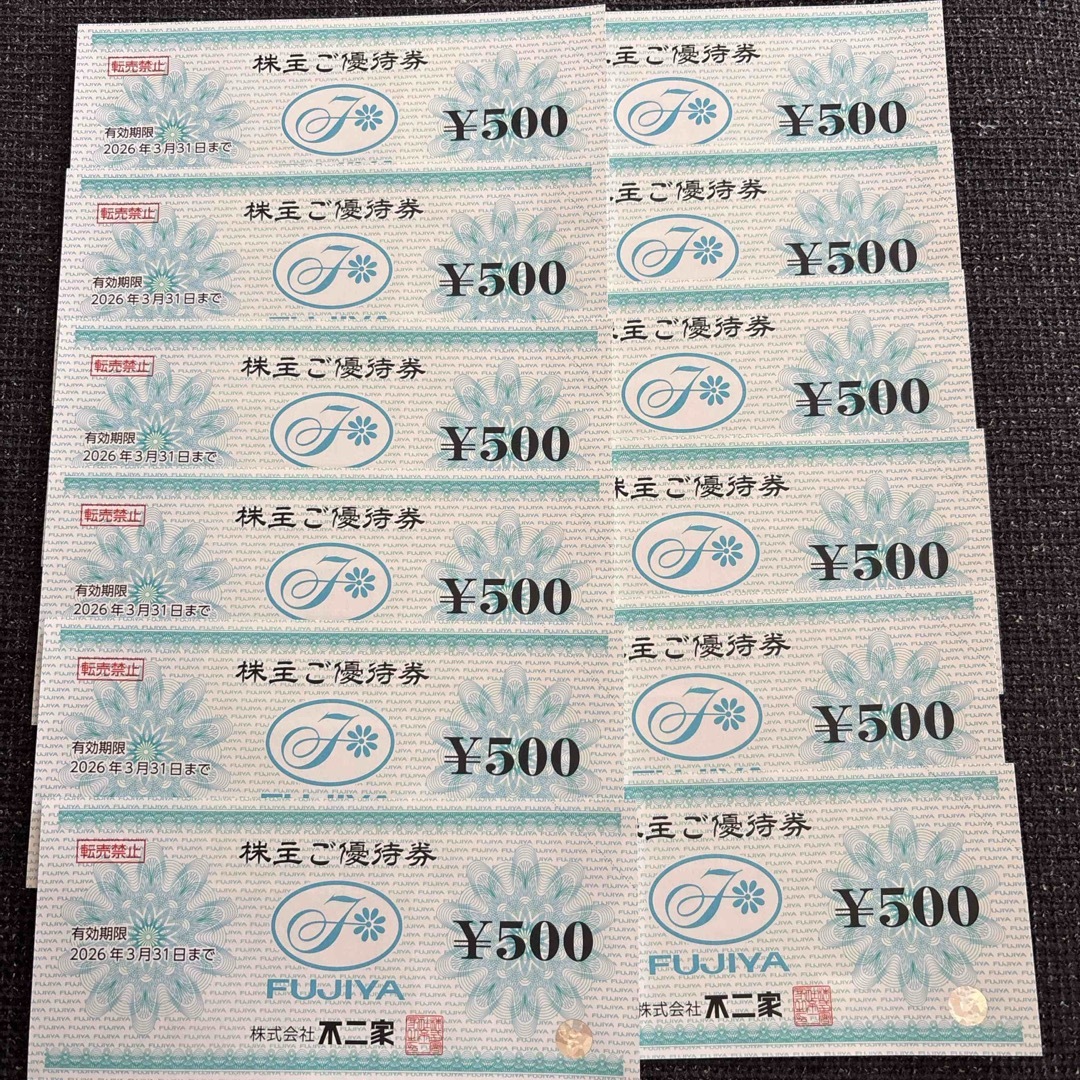 転売禁止
株主ご優待券
有効期限
2026年3月31日まで
¥500
主ご優待券
¥500
転売禁止
株主ご優待券
有効期限
2026年3月31日まで
¥500
主ご優待券
¥500
転売禁止
株主ご優待券
有効期限
2026年3月31日まで
¥500
主ご優待券
¥500
転売禁止
株主ご優待券
有効期限
2026年3月31日まで
¥500
株主ご優待券
¥500
転売禁止
株主ご優待券
有効期限
2026年3月31日まで
¥500
主ご優待券
¥500
転売禁止
株主ご優待券
有効期限
2026年3月31日まで
¥500
FUJIYA
株式会社 不二家
主ご優待券
¥500
FUJIYA
株式会社 不二家